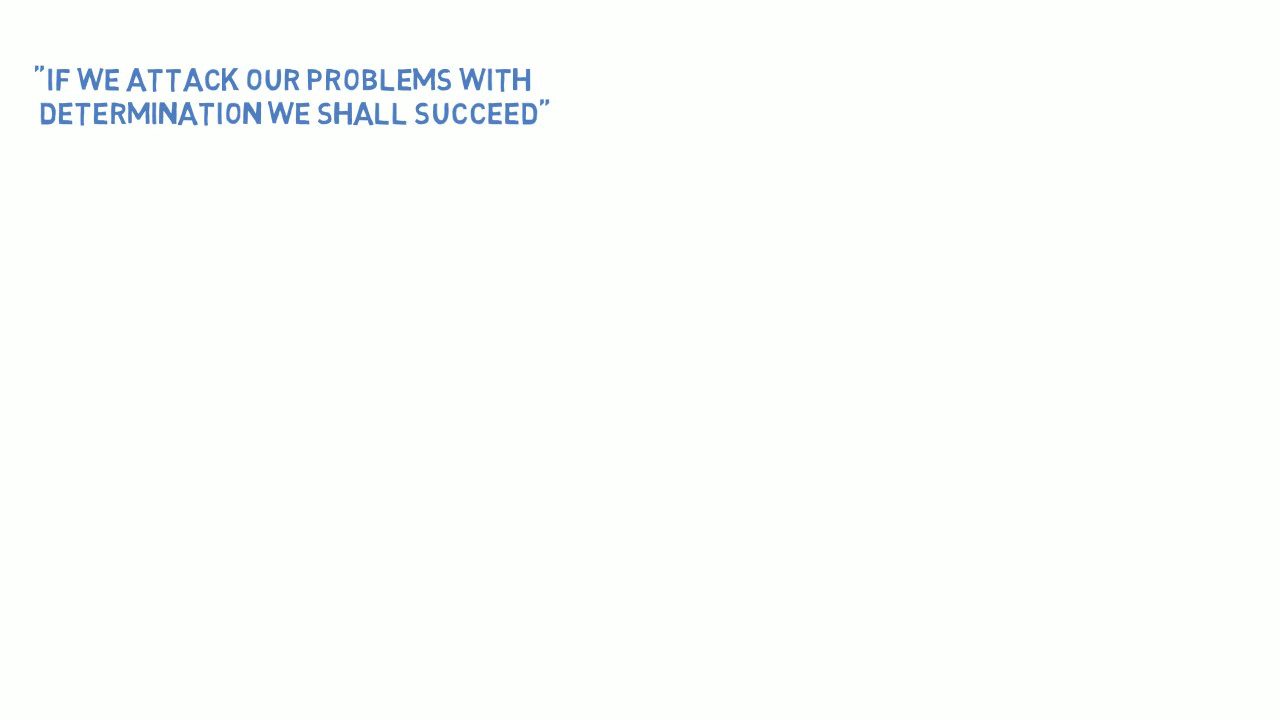 "IF WE ATTACK OUR PROBLEMS WITH
DETERMINATION WE SHALL SUCCEED"